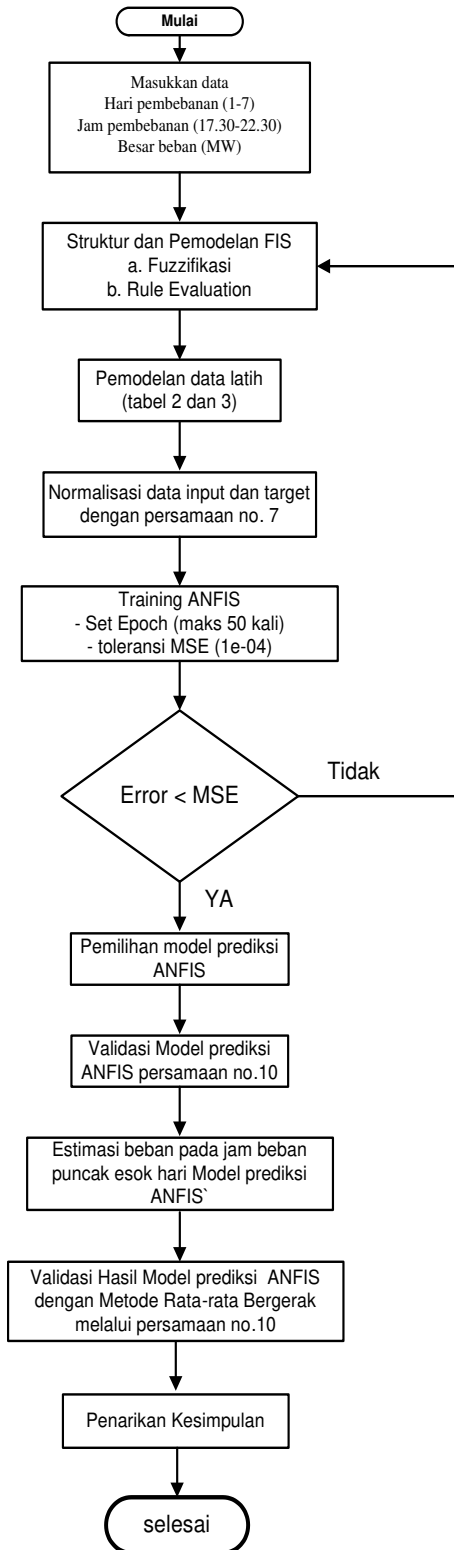 Mulai
Masukkan data
Hari pembebanan (1-7)
Jam pembebanan (17.30-22.30)
Besar beban (MW)
Struktur dan Pemodelan FIS
a. Fuzzifikasi
b. Rule Evaluation
Pemodelan data latih
(tabel 2 dan 3)
Normalisasi data input dan target
dengan persamaan no. 7
Training ANFIS
- Set Epoch (maks 50 kali)
- toleransi MSE (1e-04)
Error < MSE
Tidak
YA
Pemilihan model prediksi
ANFIS
Validasi Model prediksi
ANFIS persamaan no.10
Estimasi beban pada jam beban
puncak esok hari Model prediksi
ANFIS`
Validasi Hasil Model prediksi ANFIS
dengan Metode Rata-rata Bergerak
melalui persamaan no.10
Penarikan Kesimpulan
selesai